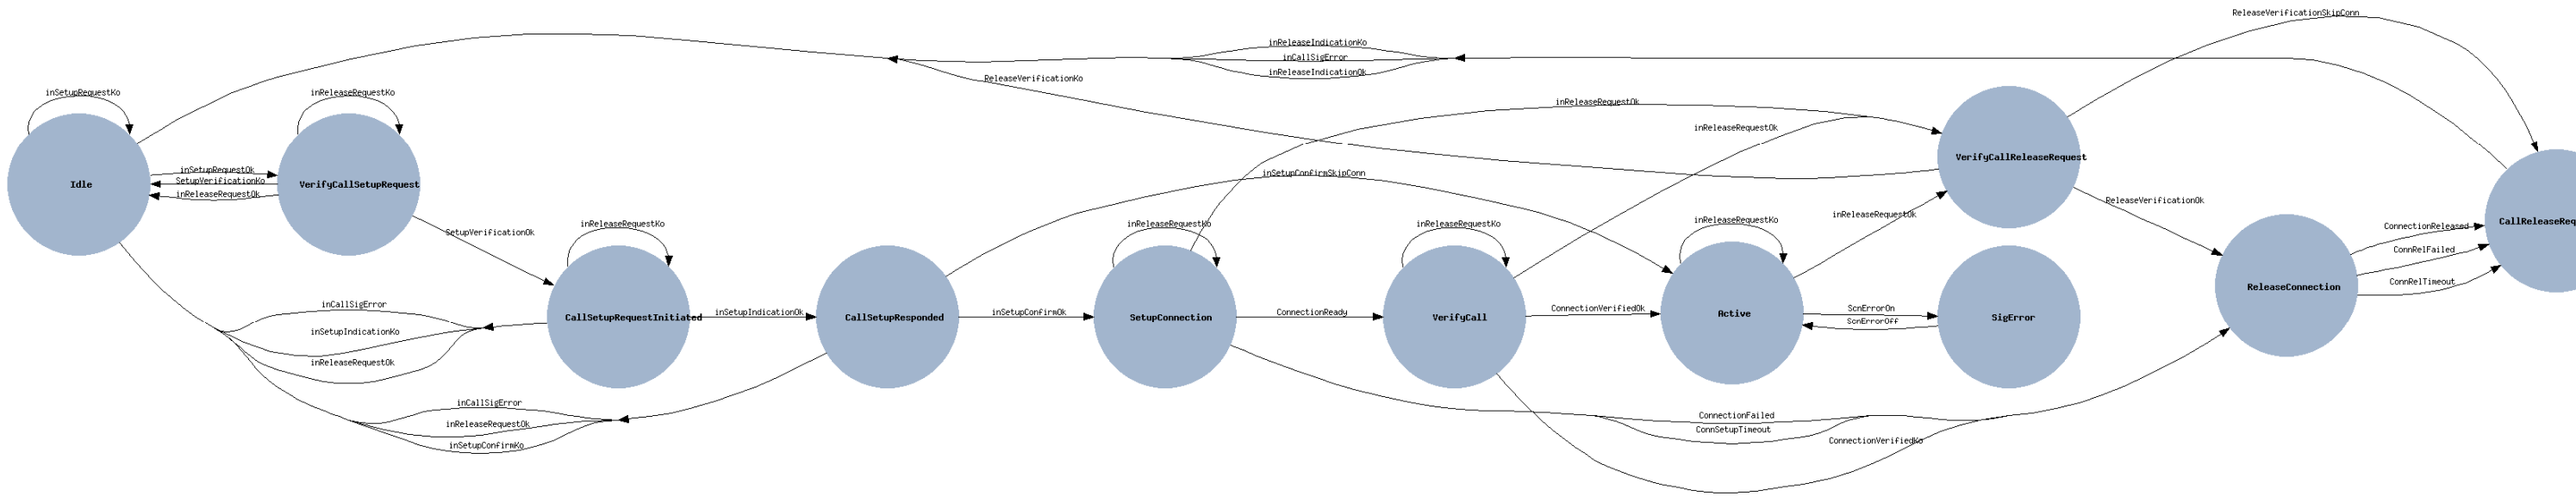 ReleaseVerificationSkipConn
inReleaseIndicationKo
inCallSigError
inReleaseIndicationOk
ReleaseVerificationKo
inSetupRequestKo
inReleaseRequestKo
inReleaseRequestOk
inReleaseRequestOk
VerifyCallReleaseRequest
inSetupRequestOk
SetupVerificationKo
inReleaseRequestOk
Idle
VerifyCallSetupRequest
inSetupConfirmSkipConn
ReleaseVerificationOk
inReleaseRequestOk
CallReleaseReq
SetupVerificationOk
inReleaseRequestKo
inReleaseRequestKo
inReleaseRequestKo
inReleaseRequestKo
ConnectionReleased
ConnRelFailed
ConnRelTimeout
ReleaseConnection
inCallSigError
inSetupIndicationKo
inReleaseRequestOk
CallSetupRequestInitiated
inSetupIndicationOk
CallSetupResponded
inSetupConfirmOk
SetupConnection
ConnectionReady
VerifyCall
ConnectionVerifiedOk
Active
ScnErrorOn
ScnErrorOff
SigError
inCallSigError
inReleaseRequestOk
inSetupConfirmKo
ConnectionFailed
ConnSetupTimeout
ConnectionVerifiedKo